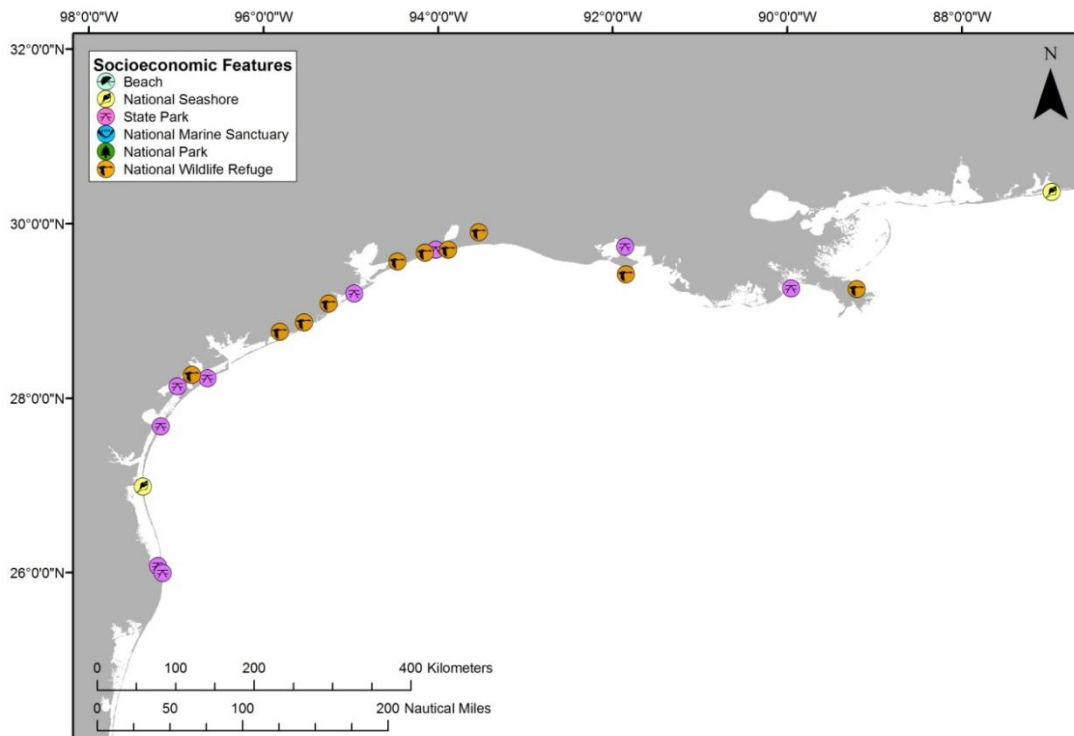 98°0'0"W 96°0'0"W 94°0'0"W 92°0'0"W 90°0'0"W 88°0'0"W
32°0'0"N
Socioeconomic Features
Beach
National Seashore
State Park
National Marine Sanctuary
National Park
National Wildlife Refuge
N
30°0'0"N
28°0'0"N
26°0'0"N
0 100 200 400 Kilometers
0 50 100 200 Nautical Miles